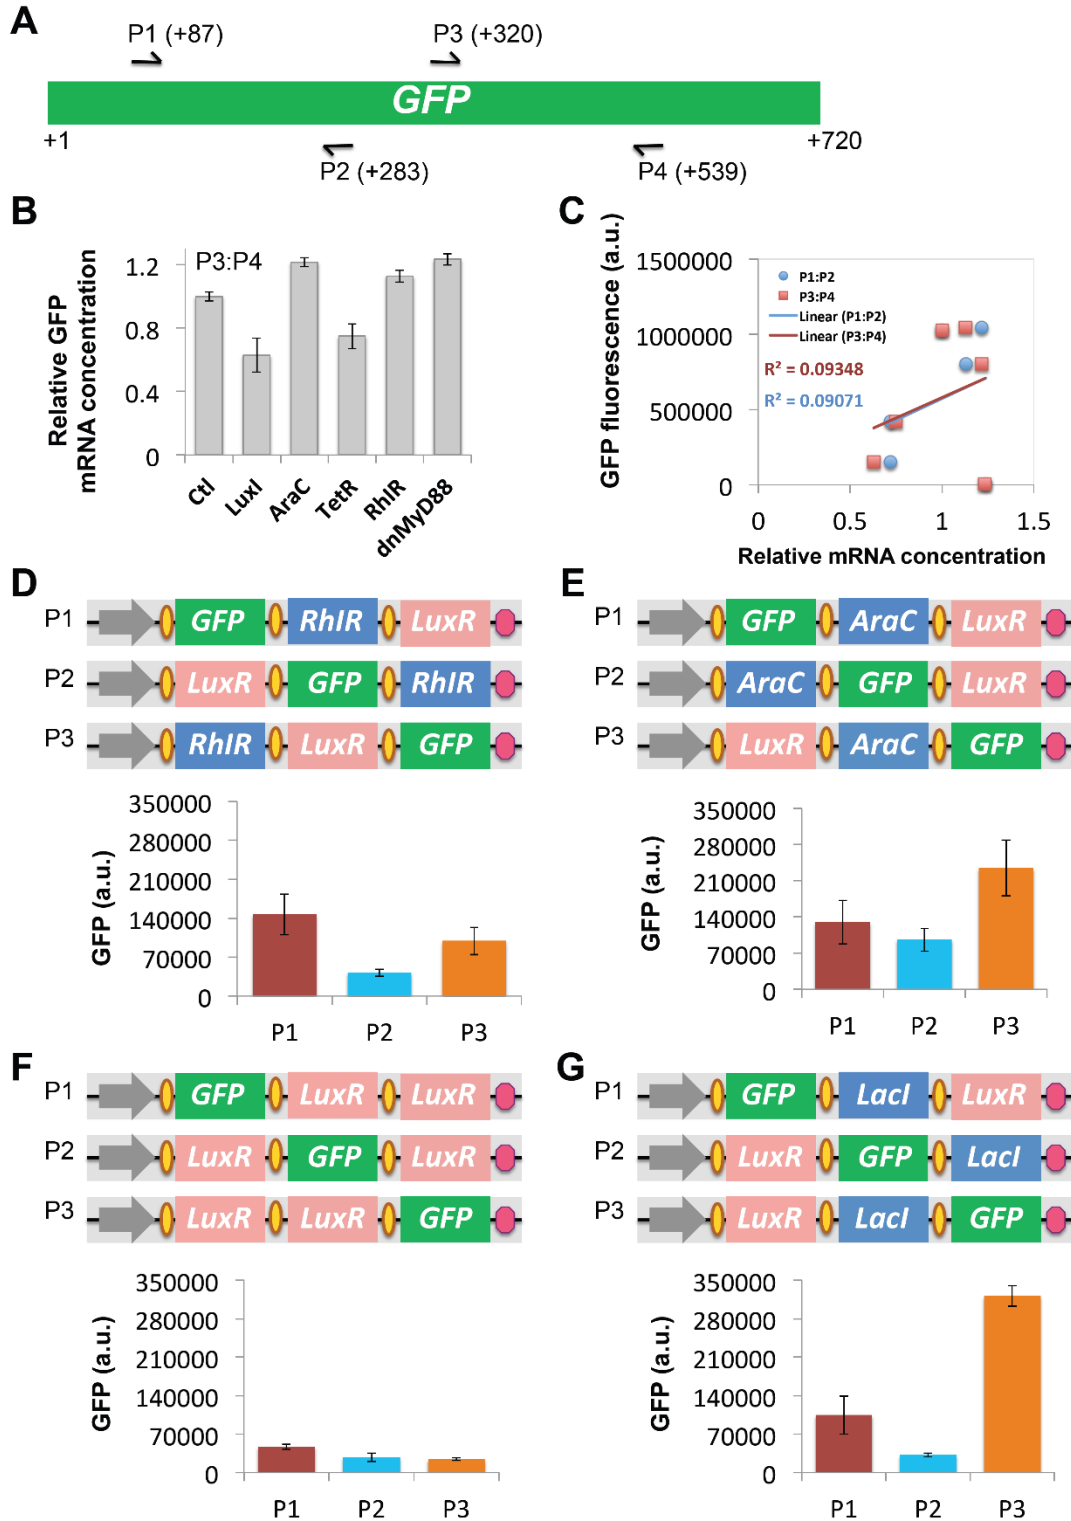 A
P1 (+87)
P3 (+320)
GFP
+1
+720
P2 (+283)
P4 (+539)
B
Relative GFP
mRNA concentration
P3:P4
1.2
0.8
0.4
0
Ctl
LuxI
AraC
TetR
RhlR
dnMyD88
C
GFP fluorescence (a.u.)
1500000
1000000
500000
0
P1:P2
P3:P4
Linear (P1:P2)
Linear (P3:P4)
R² = 0.09348
R² = 0.09071
0 0.5 1 1.5
Relative mRNA concentration
D
P1 GFP RhlR LuxR
P2 LuxR GFP RhlR
P3 RhlR LuxR GFP
GFP (a.u.)
350000
280000
210000
140000
70000
0
P1 P2 P3
E
P1 GFP AraC LuxR
P2 AraC GFP LuxR
P3 LuxR AraC GFP
GFP (a.u.)
350000
280000
210000
140000
70000
0
P1 P2 P3
F
P1 GFP LuxR LuxR
P2 LuxR GFP LuxR
P3 LuxR LuxR GFP
GFP (a.u.)
350000
280000
210000
140000
70000
0
P1 P2 P3
G
P1 GFP LacI LuxR
P2 LuxR GFP LacI
P3 LuxR LacI GFP
GFP (a.u.)
350000
280000
210000
140000
70000
0
P1 P2 P3